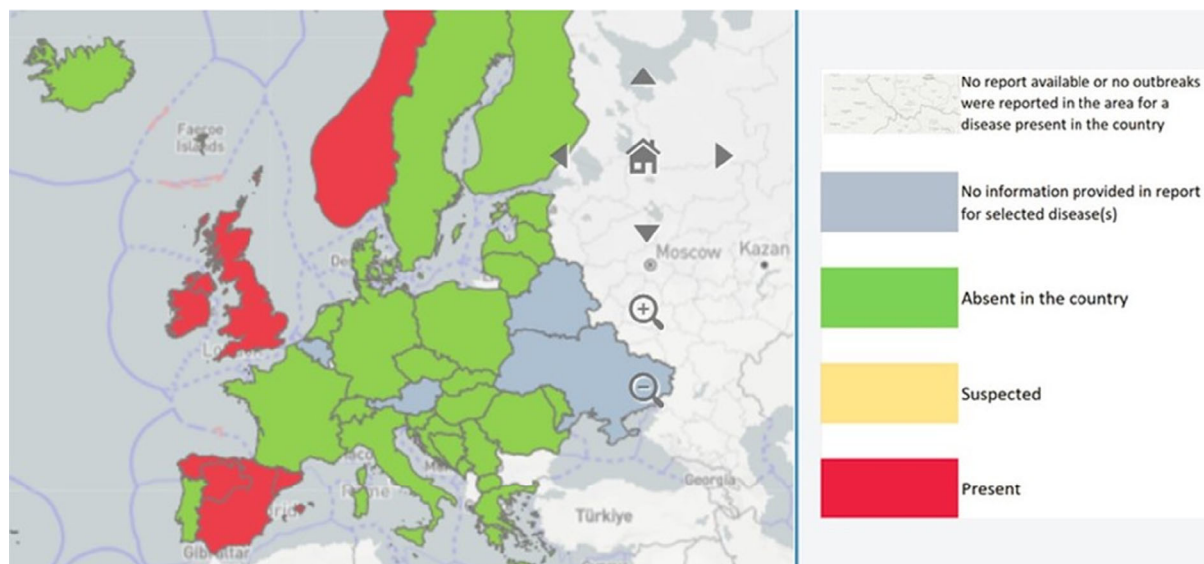 Faeroe
Islands
Moscow
Kazan
Georgia
Türkiye
No report available or no outbreaks
were reported in the area for a
disease present in the country
No information provided in report
for selected disease(s)
Absent in the country
Suspected
Present